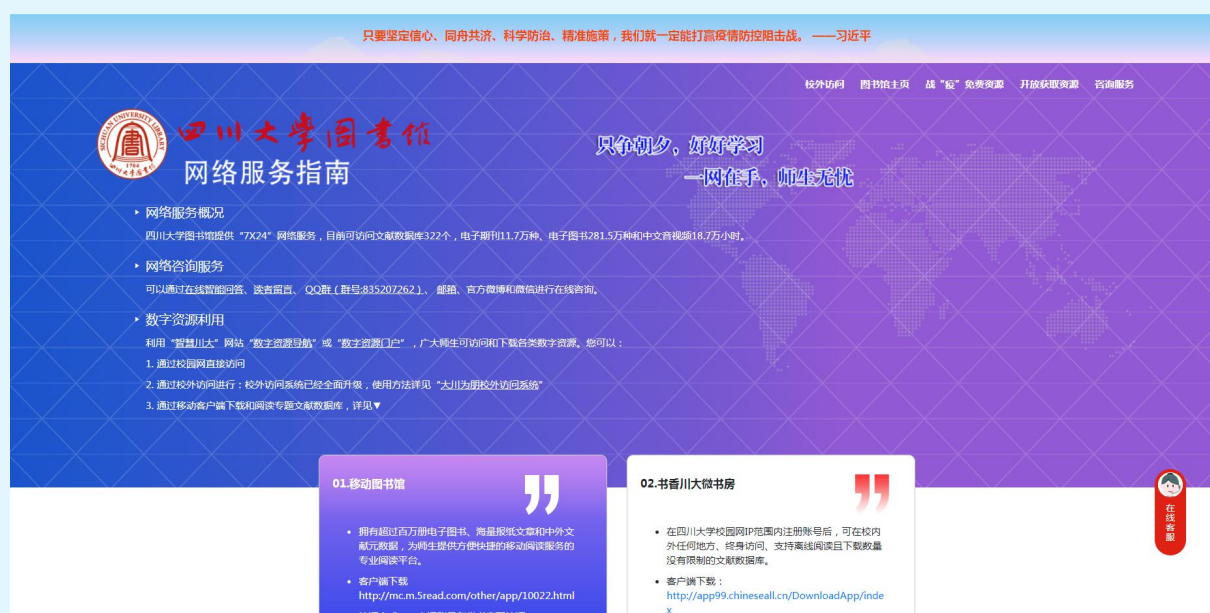 只要坚定信心、同舟共济、科学防治、精准施策，我们就一定能打赢疫情防控阻击战。 ——习近平
校外访问 图书馆主页 战“疫”免费资源 开放获取资源 咨询服务
SICHUAN UNIVERSITY LIBRARY
1704
四川大学图书馆
网络服务指南
只争朝夕，好好学习
一网在手，师生无忧
网络服务概况
四川大学图书馆提供“7X24”网络服务，目前可访问文献数据库322个，电子期刊11.7万种、电子图书281.5万种和中文音视频18.7万小时。
网络咨询服务
可以通过在线智能问答、读者留言、QQ群（群号:835207262）、邮箱、官方微博和微信进行在线咨询。
数字资源利用
利用“智慧川大”网站“数字资源导航”或“数字资源门户”，广大师生可访问和下载各类数字资源。您可以：
1. 通过校园网直接访问
2. 通过校外访问进行：校外访问系统已经全面升级，使用方法详见“大川为朋校外访问系统”
3. 通过移动客户端下载和阅读专题文献数据库，详见▼
01.移动图书馆
• 拥有超过百万册电子图书、海量报纸文章和中外文
献元数据，为师生提供方便快捷的移动阅读服务的
专业阅读平台。
• 客户端下载
http://mc.m.5read.com/other/app/10022.html
02.书香川大微书房
• 在四川大学校园网IP范围内注册账号后，可在校内
外任何地方、终身访问、支持离线阅读且下载数量
没有限制的文献数据库。
• 客户端下载：
http://app99.chineseall.cn/DownloadApp/inde
x
在线客服